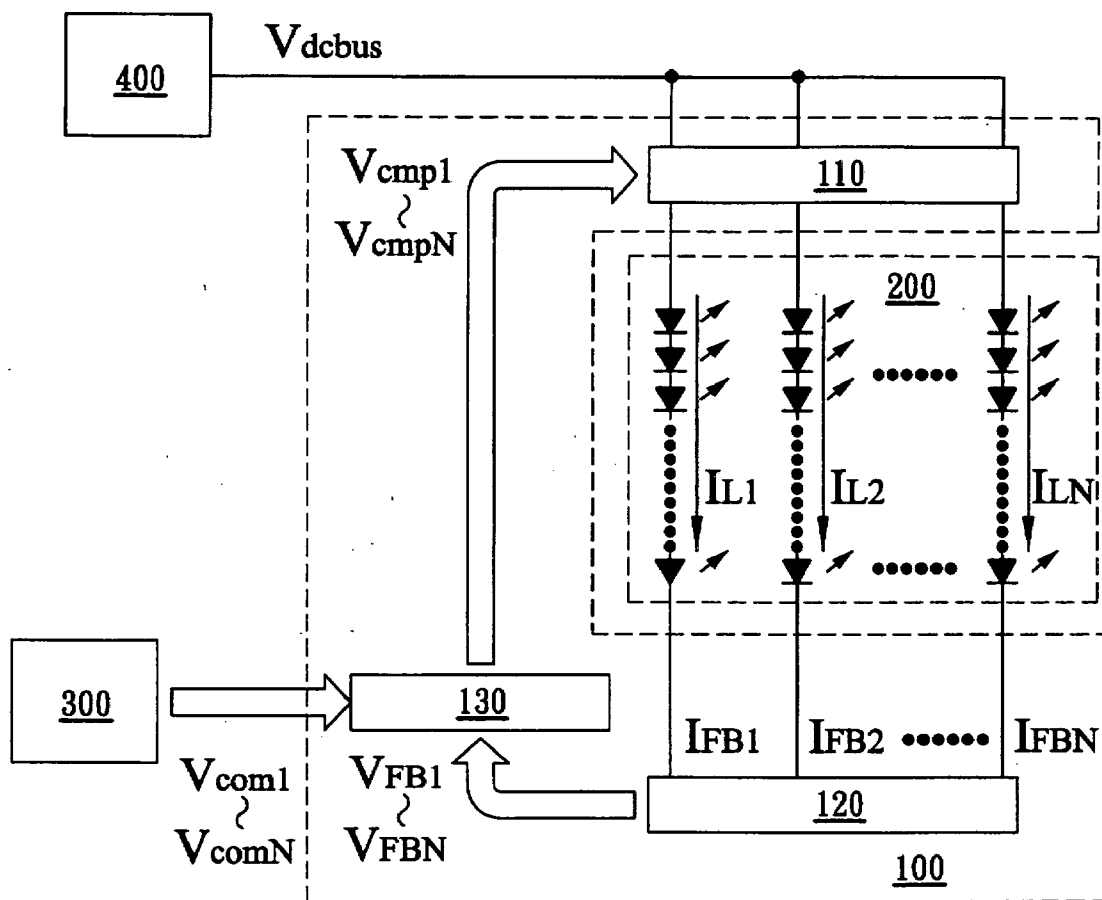 400
Vdcbus
Vcmp1
~
VcmpN
110
200
IL1
IL2
ILN
300
130
Vcom1
~
VcomN
VFB1
~
VFBN
IFB1
IFB2
IFBN
120
100